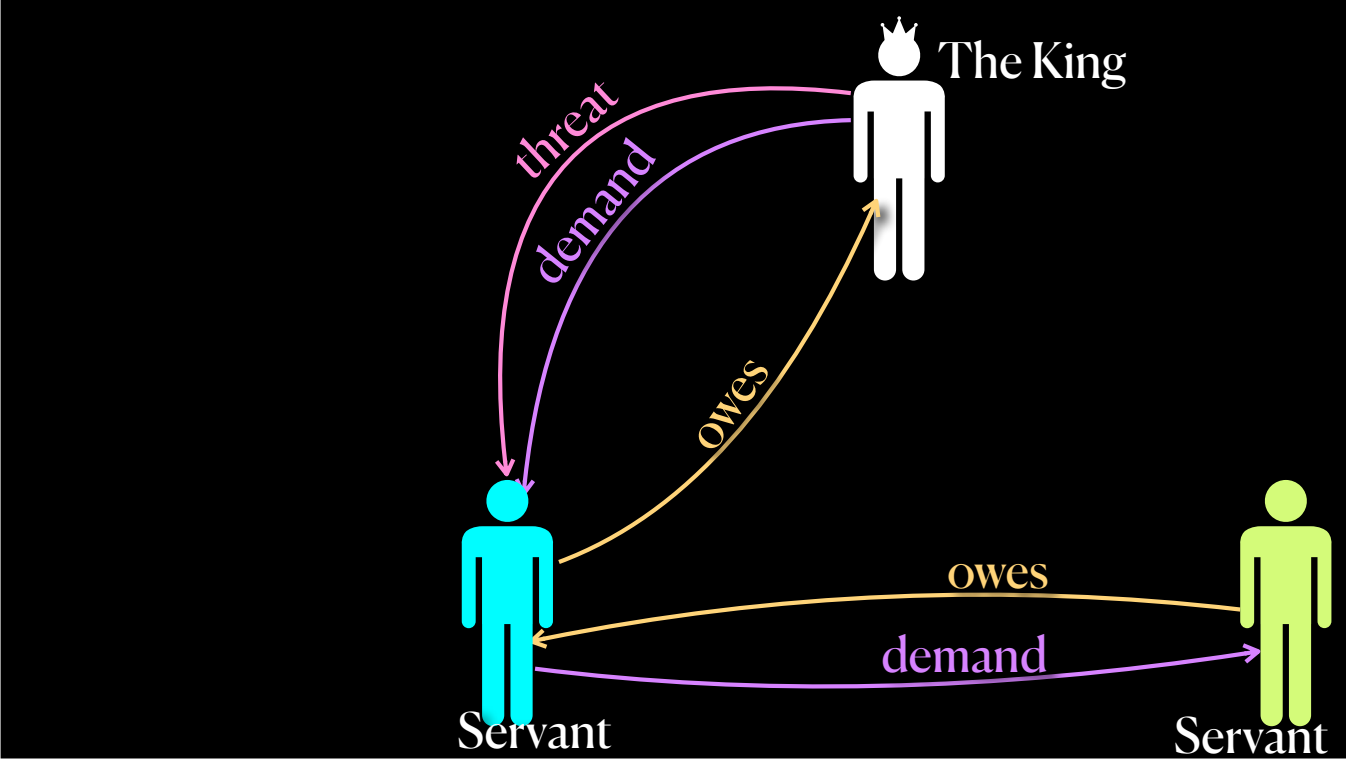 The King
threat
demand
owes
owes
demand
Servant
Servant